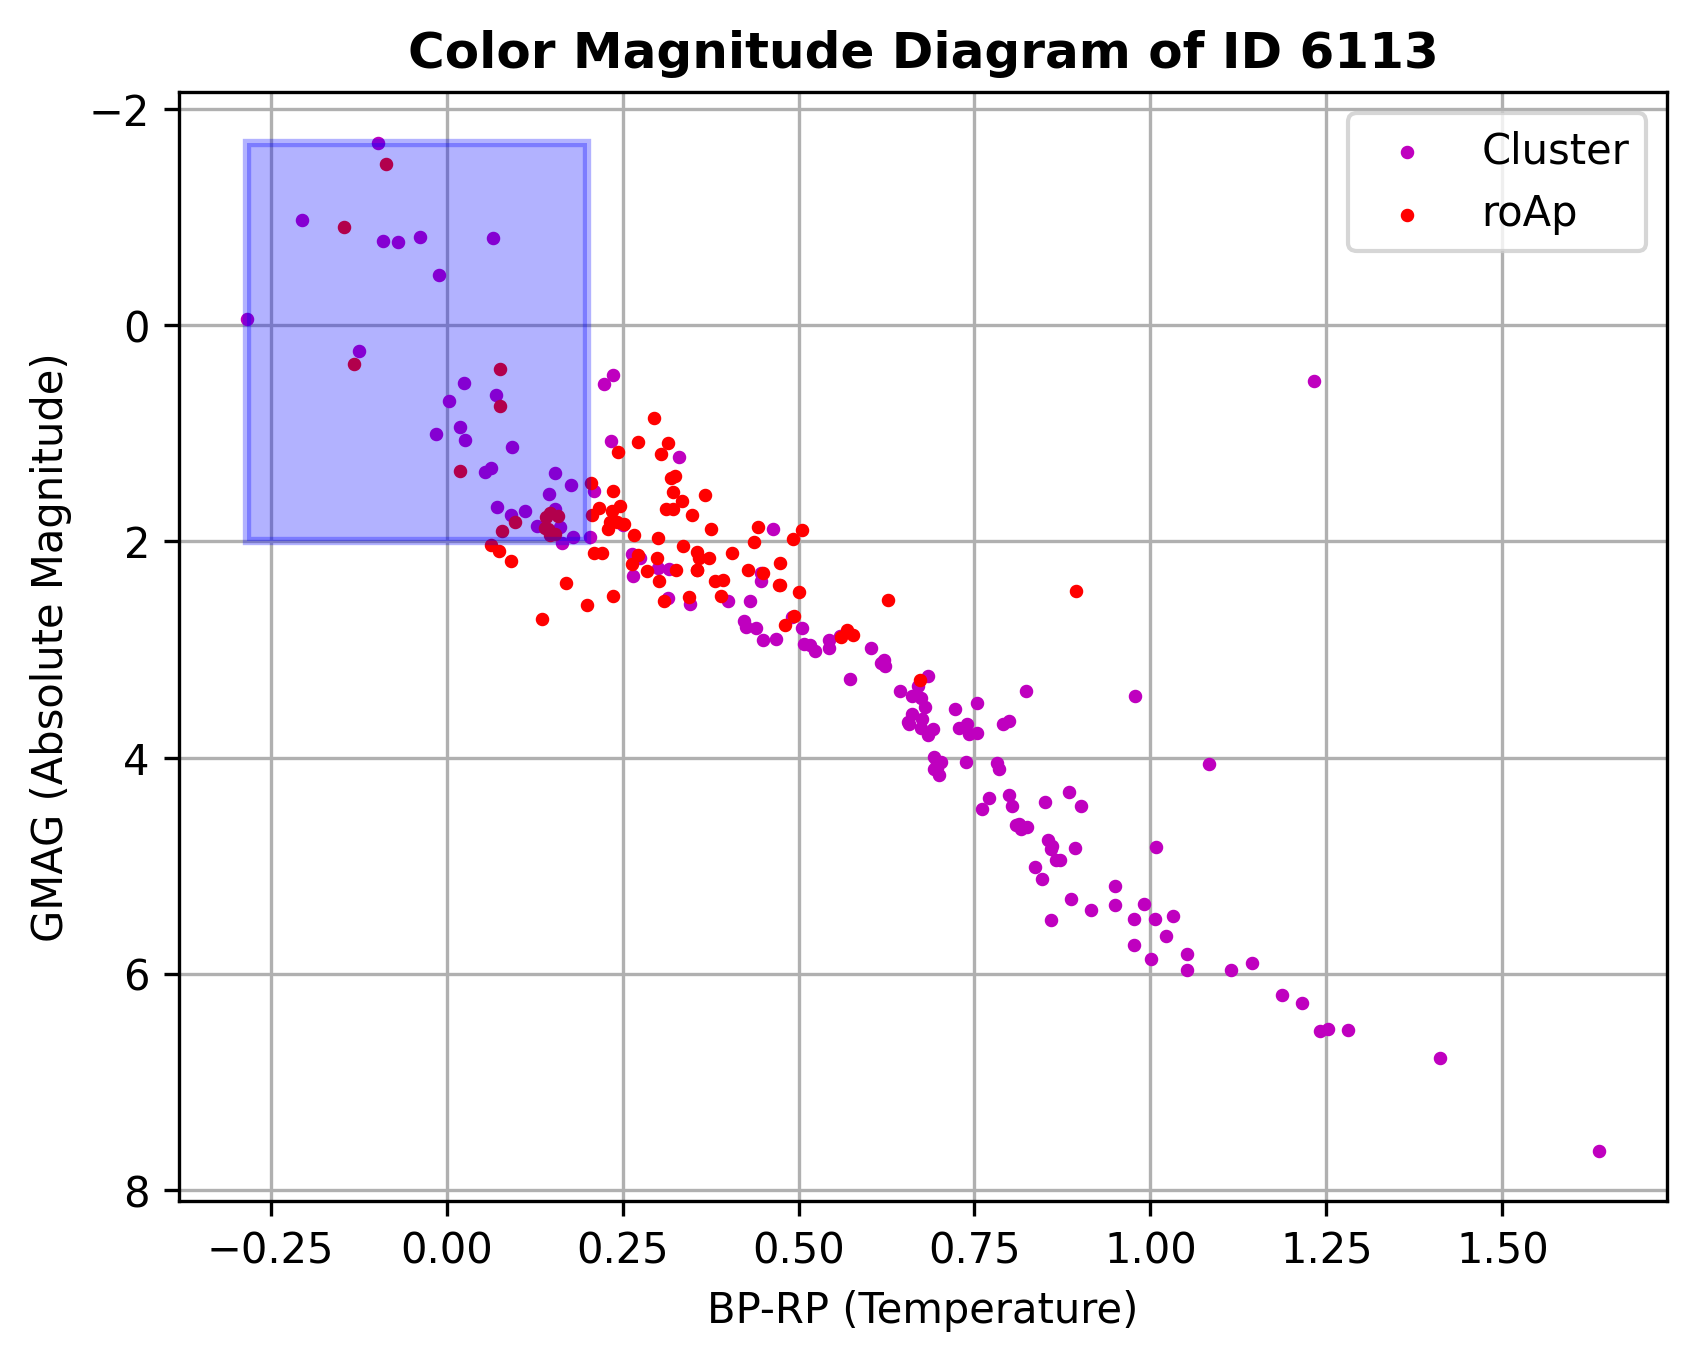 Color Magnitude Diagram of ID 6113
−2
0
2
4
6
8
GMAG (Absolute Magnitude)
Cluster
roAp
−0.25
0.00
0.25
0.50
0.75
1.00
1.25
1.50
BP-RP (Temperature)